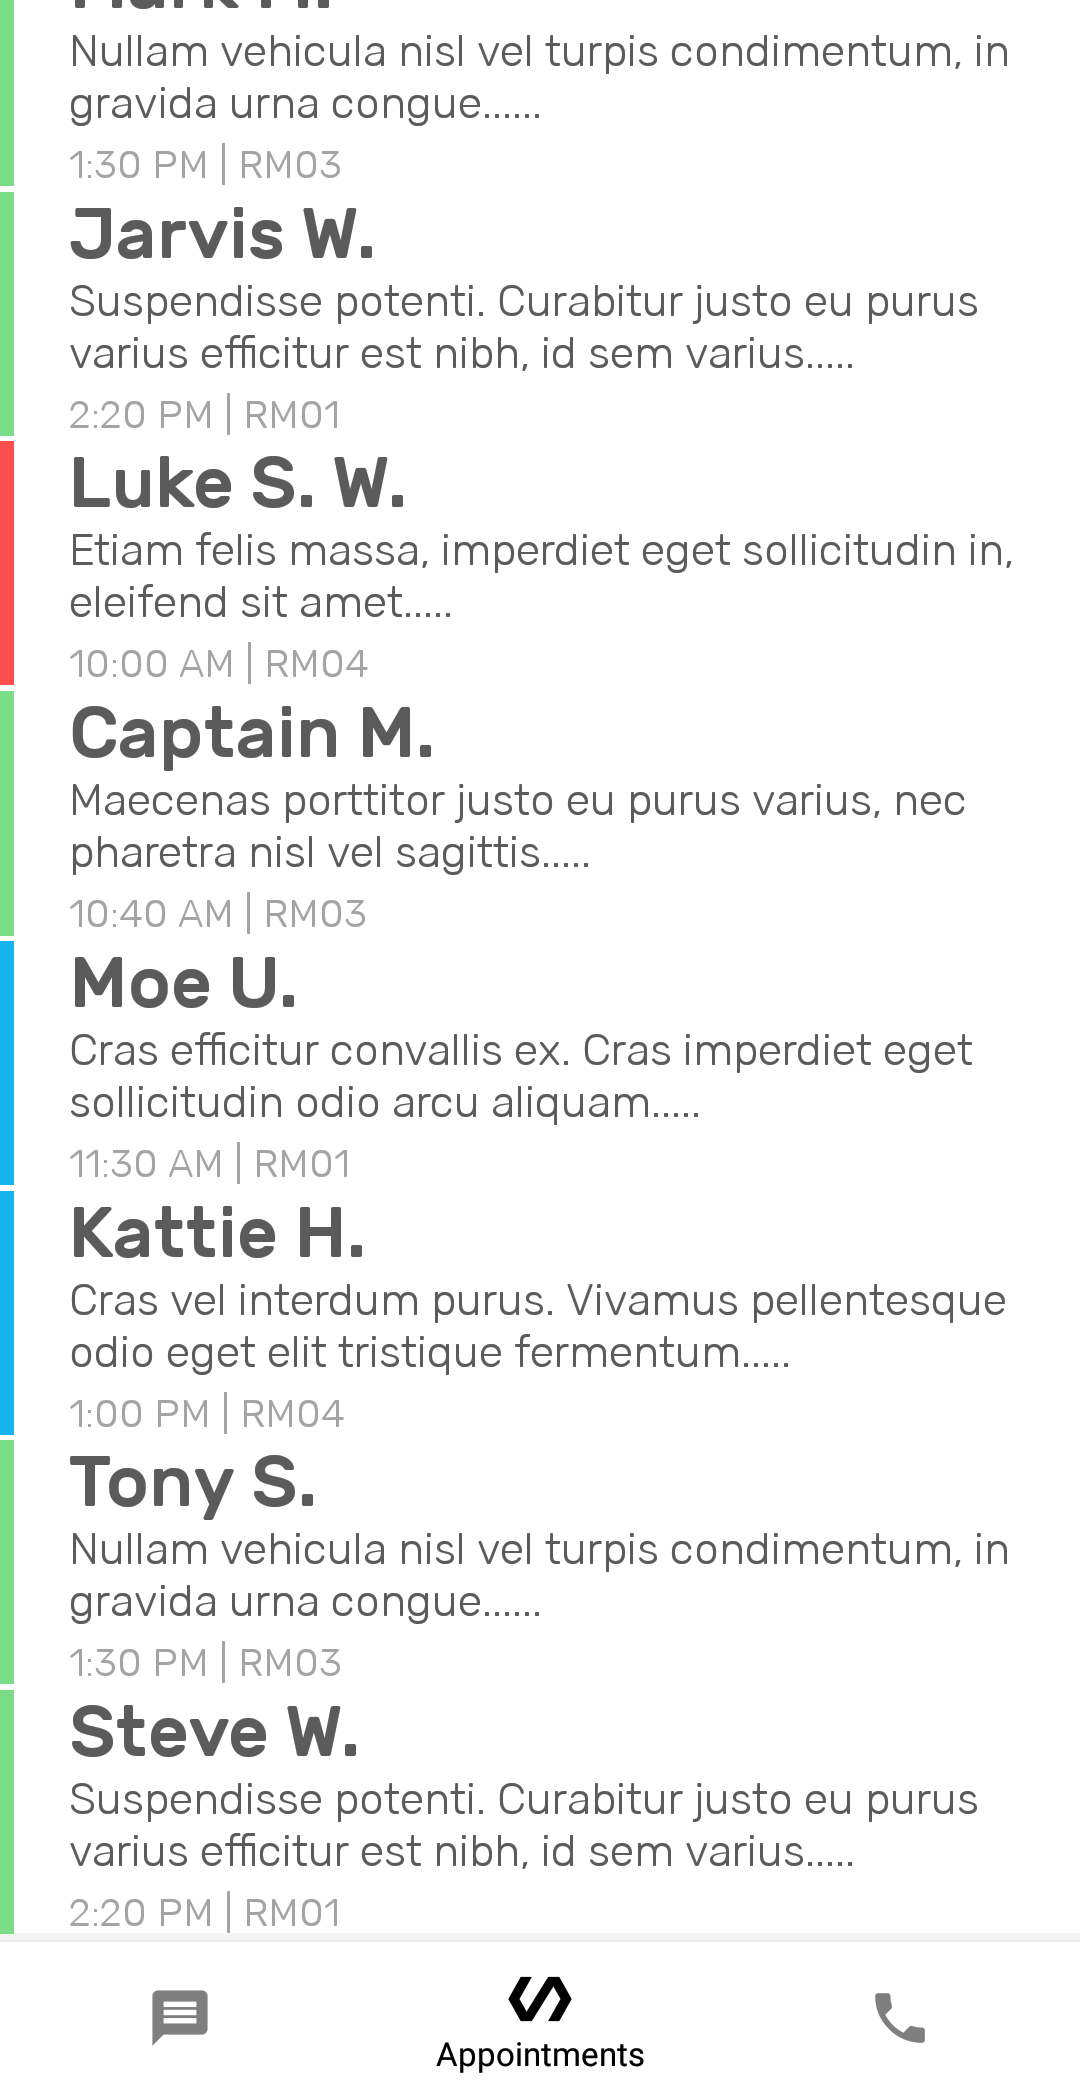 Nullam vehicula nisl vel turpis condimentum, in
gravida urna congue......
1:30 PM | RM03
Jarvis W.
Suspendisse potenti. Curabitur justo eu purus
varius efficitur est nibh, id sem varius.....
2:20 PM | RM01
Luke S. W.
Etiam felis massa, imperdiet eget sollicitudin in,
eleifend sit amet.....
10:00 AM | RM04
Captain M.
Maecenas porttitor justo eu purus varius, nec
pharetra nisl vel sagittis.....
10:40 AM | RM03
Moe U.
Cras efficitur convallis ex. Cras imperdiet eget
sollicitudin odio arcu aliquam.....
11:30 AM | RM01
Kattie H.
Cras vel interdum purus. Vivamus pellentesque
odio eget elit tristique fermentum.....
1:00 PM | RM04
Tony S.
Nullam vehicula nisl vel turpis condimentum, in
gravida urna congue......
1:30 PM | RM03
Steve W.
Suspendisse potenti. Curabitur justo eu purus
varius efficitur est nibh, id sem varius.....
2:20 PM | RM01
Appointments